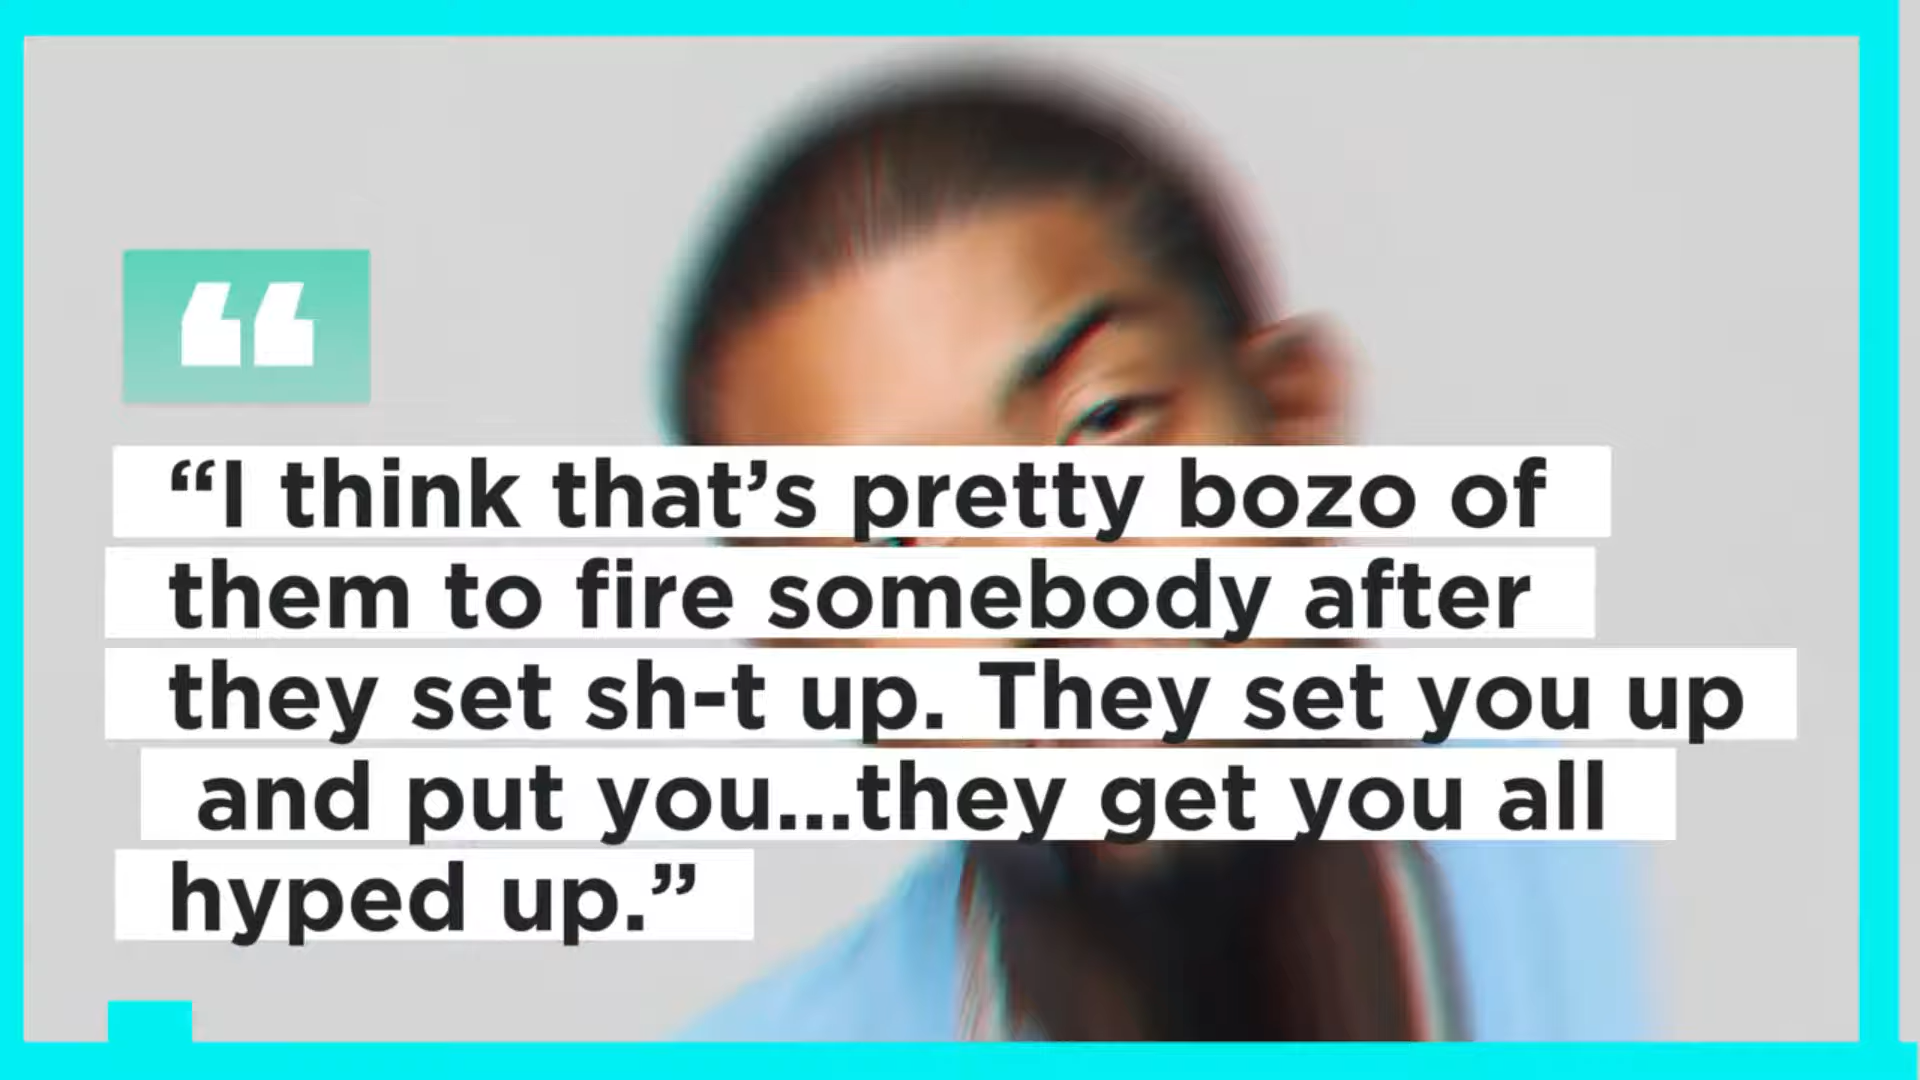 “I think that’s pretty bozo of
them to fire somebody after
they set sh-t up. They set you up
and put you...they get you all
hyped up.”